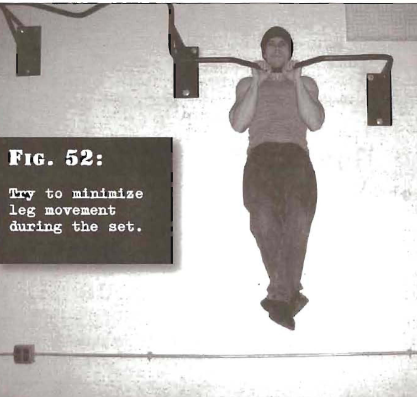 FIG. 52:
Try to minimize
leg movement
during the set.